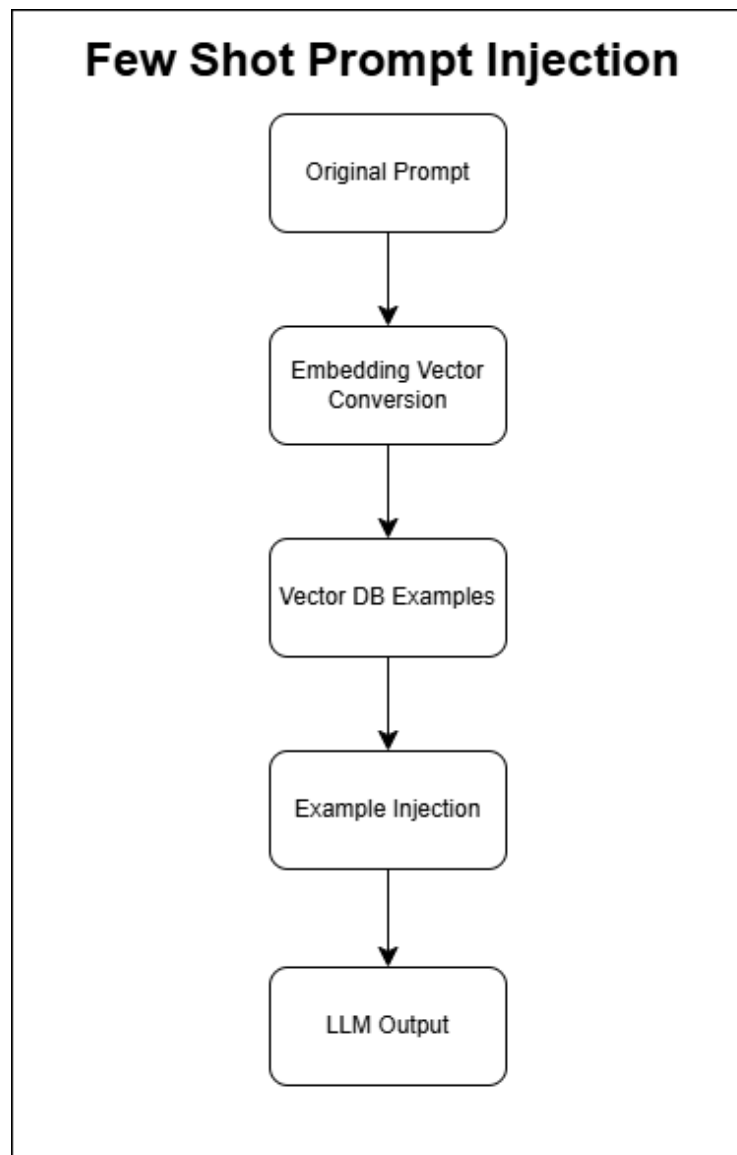 Few Shot Prompt Injection
Original Prompt
Embedding Vector
Conversion
Vector DB Examples
Example Injection
LLM Output